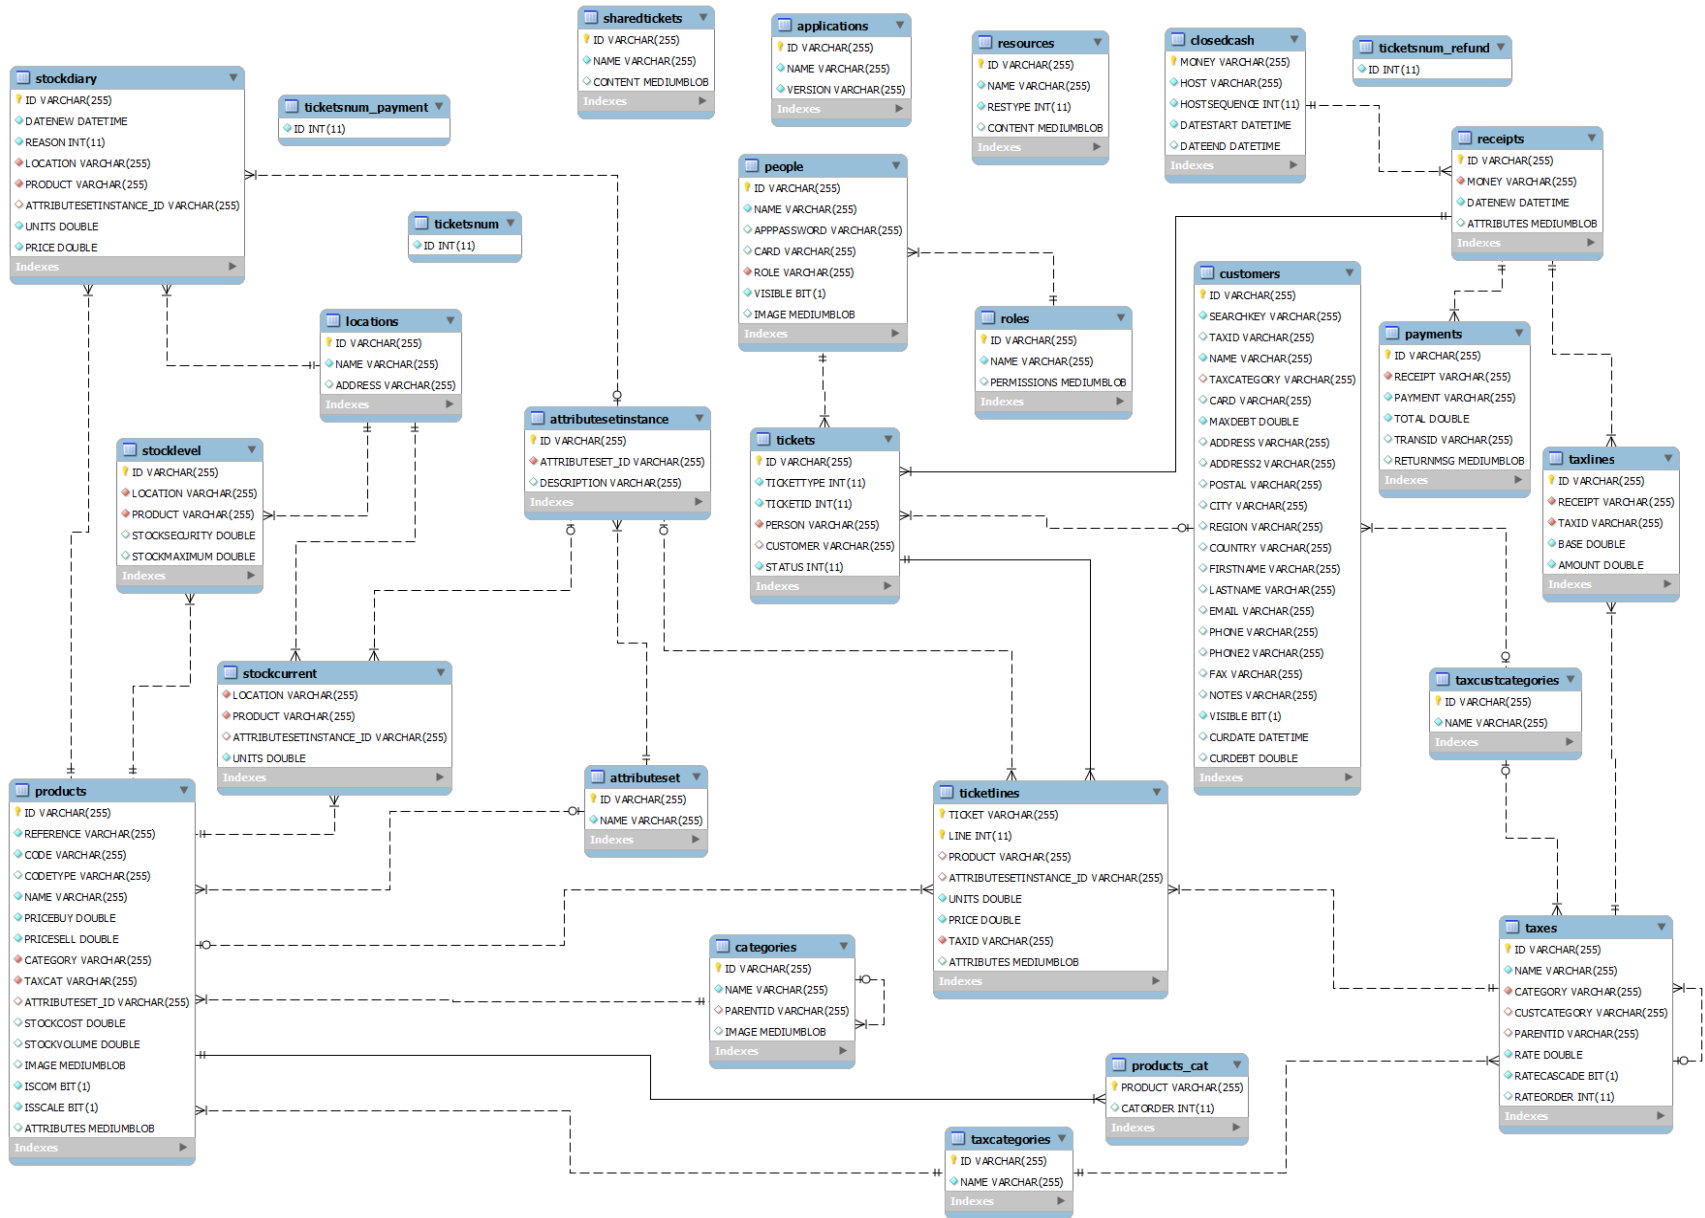 sharedtickets
ID VARCHAR(255)
NAME VARCHAR(255)
CONTENT MEDIUMBLOB
Indexes
applications
ID VARCHAR(255)
NAME VARCHAR(255)
VERSION VARCHAR(255)
Indexes
resources
ID VARCHAR(255)
NAME VARCHAR(255)
RESTYPE INT(11)
CONTENT MEDIUMBLOB
Indexes
closedcash
MONEY VARCHAR(255)
HOST VARCHAR(255)
HOSTSEQUENCE INT(11)
DATESTART DATETIME
DATEEND DATETIME
Indexes
ticketsnum_refund
ID INT(11)
stockdiary
ID VARCHAR(255)
DATENEW DATETIME
REASON INT(11)
LOCATION VARCHAR(255)
PRODUCT VARCHAR(255)
ATTRIBUTESETINSTANCE_ID VARCHAR(255)
UNITS DOUBLE
PRICE DOUBLE
Indexes
ticketsnum_payment
ID INT(11)
ticketsnum
ID INT(11)
people
ID VARCHAR(255)
NAME VARCHAR(255)
APPPASSWORD VARCHAR(255)
CARD VARCHAR(255)
ROLE VARCHAR(255)
VISIBLE BIT(1)
IMAGE MEDIUMBLOB
Indexes
receipts
ID VARCHAR(255)
MONEY VARCHAR(255)
DATENEW DATETIME
ATTRIBUTES MEDIUMBLOB
Indexes
locations
ID VARCHAR(255)
NAME VARCHAR(255)
ADDRESS VARCHAR(255)
Indexes
roles
ID VARCHAR(255)
NAME VARCHAR(255)
PERMISSIONS MEDIUMBLOB
Indexes
customers
ID VARCHAR(255)
SEARCHKEY VARCHAR(255)
TAXID VARCHAR(255)
NAME VARCHAR(255)
TAXCATEGORY VARCHAR(255)
CARD VARCHAR(255)
MAXDEBT DOUBLE
ADDRESS VARCHAR(255)
ADDRESS2 VARCHAR(255)
POSTAL VARCHAR(255)
CITY VARCHAR(255)
REGION VARCHAR(255)
COUNTRY VARCHAR(255)
FIRSTNAME VARCHAR(255)
LASTNAME VARCHAR(255)
EMAIL VARCHAR(255)
PHONE VARCHAR(255)
PHONE2 VARCHAR(255)
FAX VARCHAR(255)
NOTES VARCHAR(255)
VISIBLE BIT(1)
CURDATE DATETIME
CURDEBT DOUBLE
Indexes
payments
ID VARCHAR(255)
RECEIPT VARCHAR(255)
PAYMENT VARCHAR(255)
TOTAL DOUBLE
TRANSID VARCHAR(255)
RETURNMSG MEDIUMBLOB
Indexes
stocklevel
ID VARCHAR(255)
LOCATION VARCHAR(255)
PRODUCT VARCHAR(255)
STOCKSECURITY DOUBLE
STOCKMAXIMUM DOUBLE
Indexes
attributesetinstance
ID VARCHAR(255)
ATTRIBUTESET_ID VARCHAR(255)
DESCRIPTION VARCHAR(255)
Indexes
tickets
ID VARCHAR(255)
TICKETTYPE INT(11)
TICKETID INT(11)
PERSON VARCHAR(255)
CUSTOMER VARCHAR(255)
STATUS INT(11)
Indexes
taxlines
ID VARCHAR(255)
RECEIPT VARCHAR(255)
TAXID VARCHAR(255)
BASE DOUBLE
AMOUNT DOUBLE
Indexes
stockcurrent
LOCATION VARCHAR(255)
PRODUCT VARCHAR(255)
ATTRIBUTESETINSTANCE_ID VARCHAR(255)
UNITS DOUBLE
Indexes
taxcustcategories
ID VARCHAR(255)
NAME VARCHAR(255)
Indexes
products
ID VARCHAR(255)
REFERENCE VARCHAR(255)
CODE VARCHAR(255)
CODETYPE VARCHAR(255)
NAME VARCHAR(255)
PRICEBUY DOUBLE
PRICESELL DOUBLE
CATEGORY VARCHAR(255)
TAXCAT VARCHAR(255)
ATTRIBUTESET_ID VARCHAR(255)
STOCKCOST DOUBLE
STOCKVOLUME DOUBLE
IMAGE MEDIUMBLOB
ISCOM BIT(1)
ISSCALE BIT(1)
ATTRIBUTES MEDIUMBLOB
Indexes
attributeset
ID VARCHAR(255)
NAME VARCHAR(255)
Indexes
ticketlines
TICKET VARCHAR(255)
LINE INT(11)
PRODUCT VARCHAR(255)
ATTRIBUTESETINSTANCE_ID VARCHAR(255)
UNITS DOUBLE
PRICE DOUBLE
TAXID VARCHAR(255)
ATTRIBUTES MEDIUMBLOB
Indexes
categories
ID VARCHAR(255)
NAME VARCHAR(255)
PARENTID VARCHAR(255)
IMAGE MEDIUMBLOB
Indexes
taxes
ID VARCHAR(255)
NAME VARCHAR(255)
CATEGORY VARCHAR(255)
CUSTCATEGORY VARCHAR(255)
PARENTID VARCHAR(255)
RATE DOUBLE
RATECASCADE BIT(1)
RATEORDER INT(11)
Indexes
products_cat
PRODUCT VARCHAR(255)
CATORDER INT(11)
Indexes
taxcategories
ID VARCHAR(255)
NAME VARCHAR(255)
Indexes